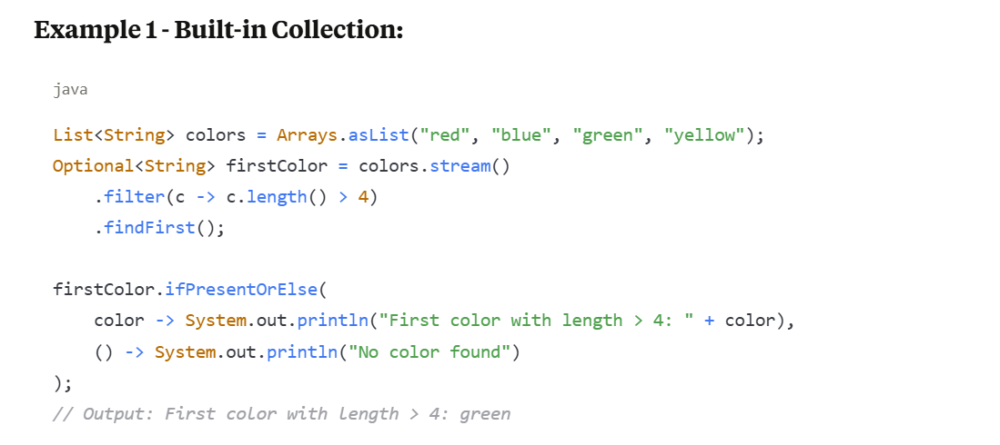 Example 1 - Built-in Collection:
java
List<String> colors = Arrays.asList("red", "blue", "green", "yellow");
Optional<String> firstColor = colors.stream()
    .filter(c -> c.length() > 4)
    .findFirst();
firstColor.ifPresentOrElse(
    color -> System.out.println("First color with length > 4: " + color),
    () -> System.out.println("No color found")
);
// Output: First color with length > 4: green